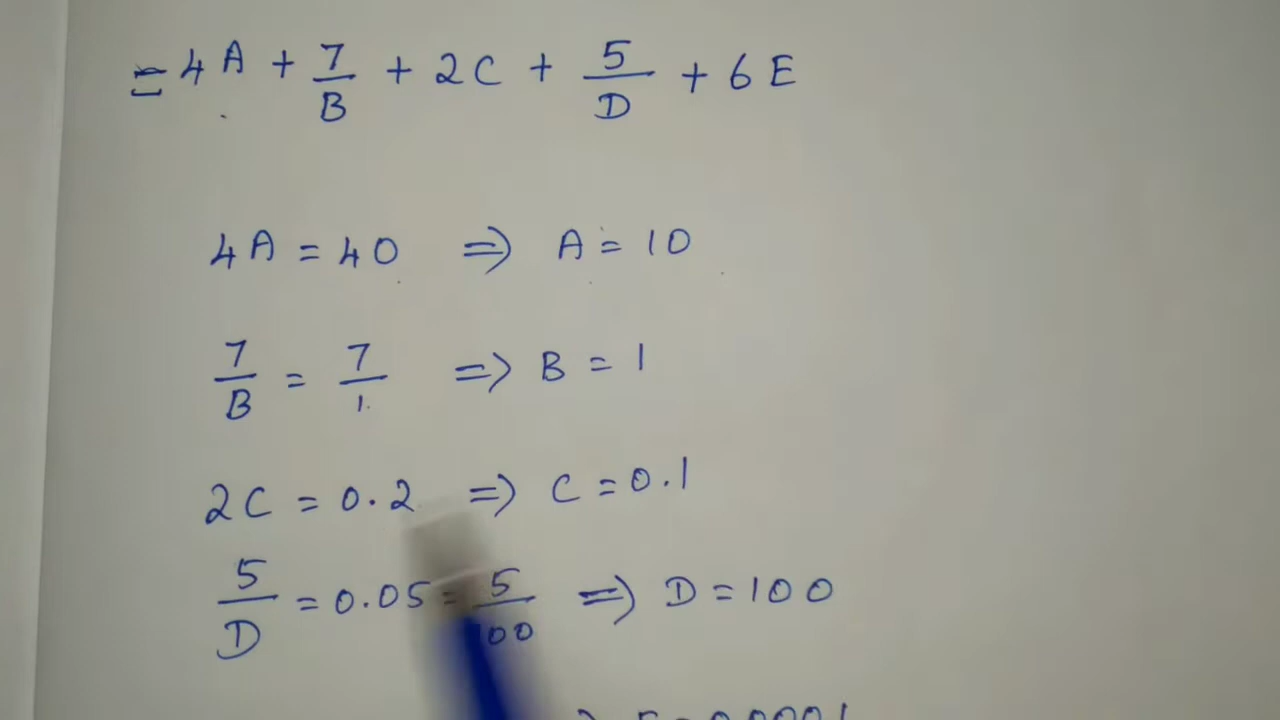 = 4A + 7/B + 2C + 5/D + 6E
4A = 40 => A = 10
7/B = 7/1 => B = 1
2C = 0.2 => C = 0.1
5/D = 0.05 = 5/100 => D = 100